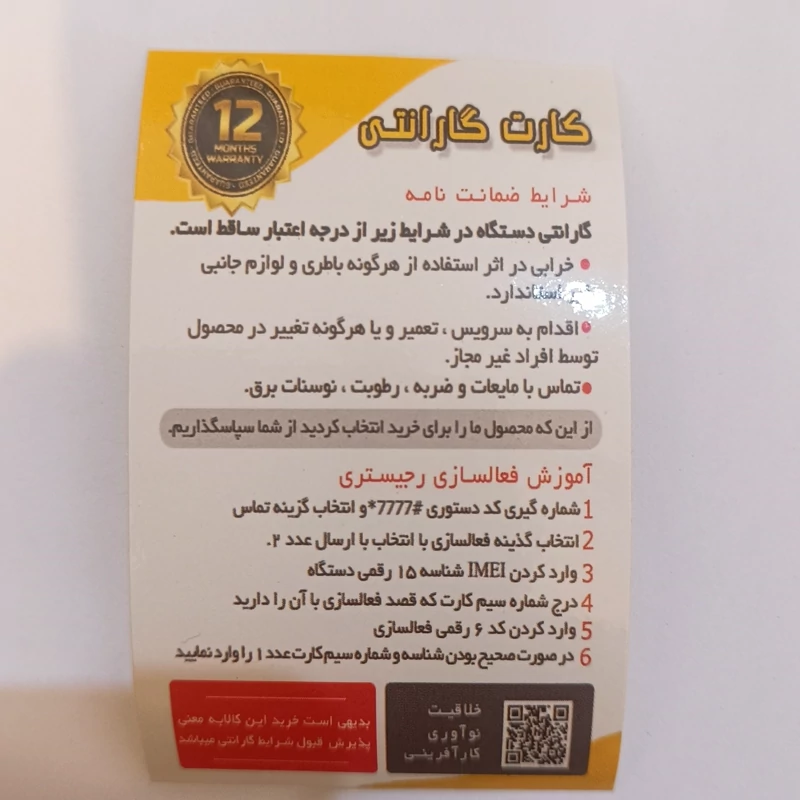 کارت گارانتی
12
MONTHS
WARRANTY
GUARANTEED · GUARANTEED · GUARANTEED
شرایط ضمانت نامه
گارانتی دستگاه در شرایط زیر از درجه اعتبار ساقط است.
● خرابی در اثر استفاده از هرگونه باطری و لوازم جانبی
استاندارد.
● اقدام به سرویس ، تعمیر و یا هرگونه تغییر در محصول
توسط افراد غیر مجاز.
● تماس با مایعات و ضربه ، رطوبت ، نوسنات برق.
از این که محصول ما را برای خرید انتخاب کردید از شما سپاسگذاریم.
آموزش فعالسازی رجیستری
1 شماره گیری کد دستوری #7777*و انتخاب گزینه تماس
2 انتخاب گذینه فعالسازی با انتخاب با ارسال عدد ۲.
3 وارد کردن IMEI شناسه ۱۵ رقمی دستگاه
4 درج شماره سیم کارت که قصد فعالسازی با آن را دارید
5 وارد کردن کد ۶ رقمی فعالسازی
6 در صورت صحیح بودن شناسه و شماره سیم کارت عدد ۱ را وارد نمایید
خلاقیت
نوآوری
کارآفرینی
بدیهی است خرید این کالابه معنی
پذیرش قبول شرایط گارانتی میباشد